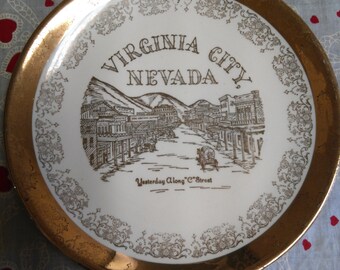 VIRGINIA CITY,
NEVADA
Yesterday Along "C" Street